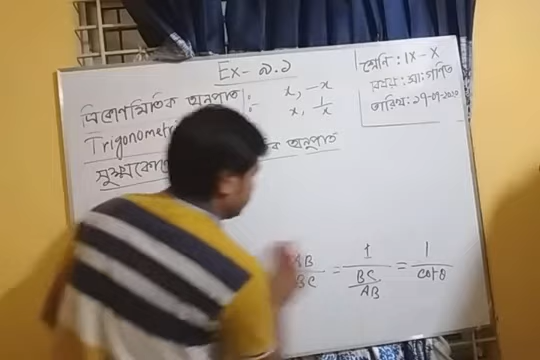 Ex- ৯.১
শ্রেণি: IX - X
বিষয়: সা: গণিত
তারিখ: ২৭-০৭-২০২০
ত্রিকোণমিতিক অনুপাত :- x, -x
x, 1/x
Trigonometri
অনুপাত
সূক্ষ্মকো
AB/BC = 1/(BC/AB) = 1/cotθ